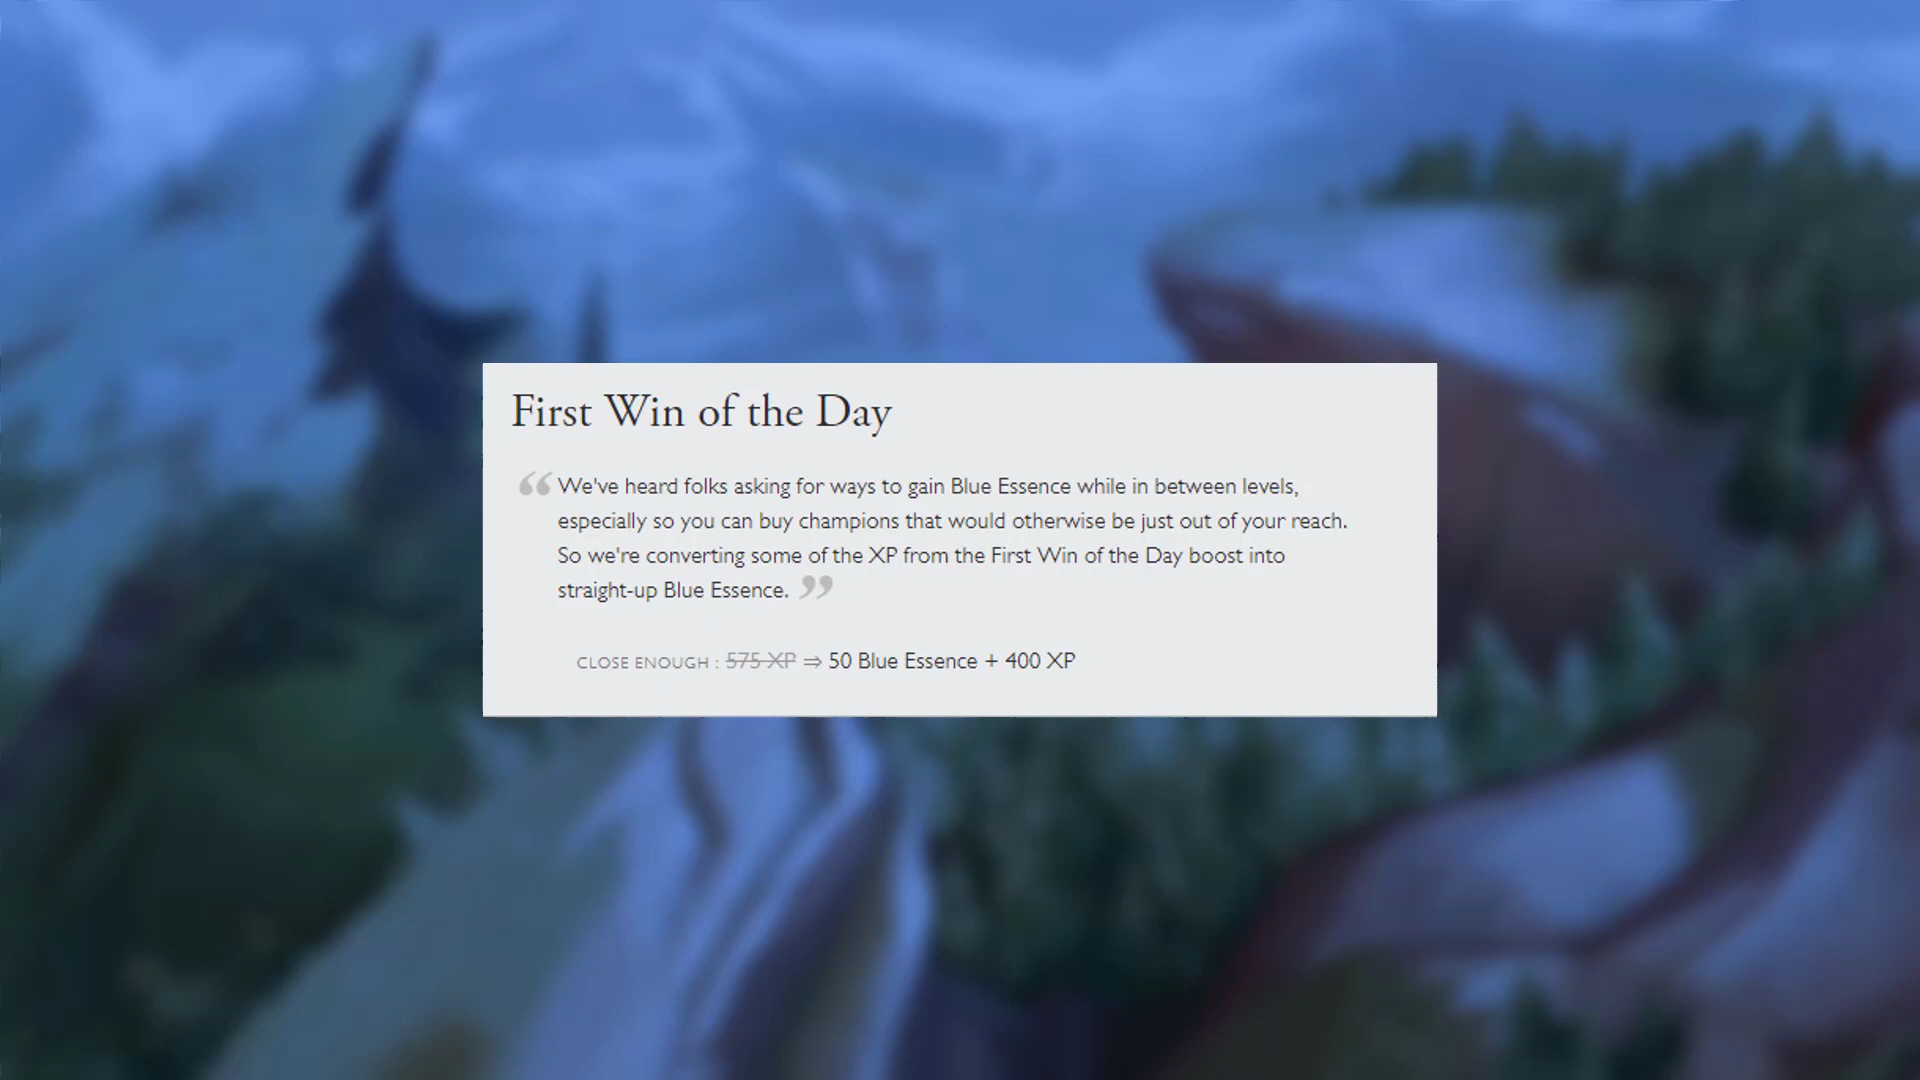 First Win of the Day
“We've heard folks asking for ways to gain Blue Essence while in between levels,
especially so you can buy champions that would otherwise be just out of your reach.
So we're converting some of the XP from the First Win of the Day boost into
straight-up Blue Essence. ”
CLOSE ENOUGH : 575 XP ⇒ 50 Blue Essence + 400 XP